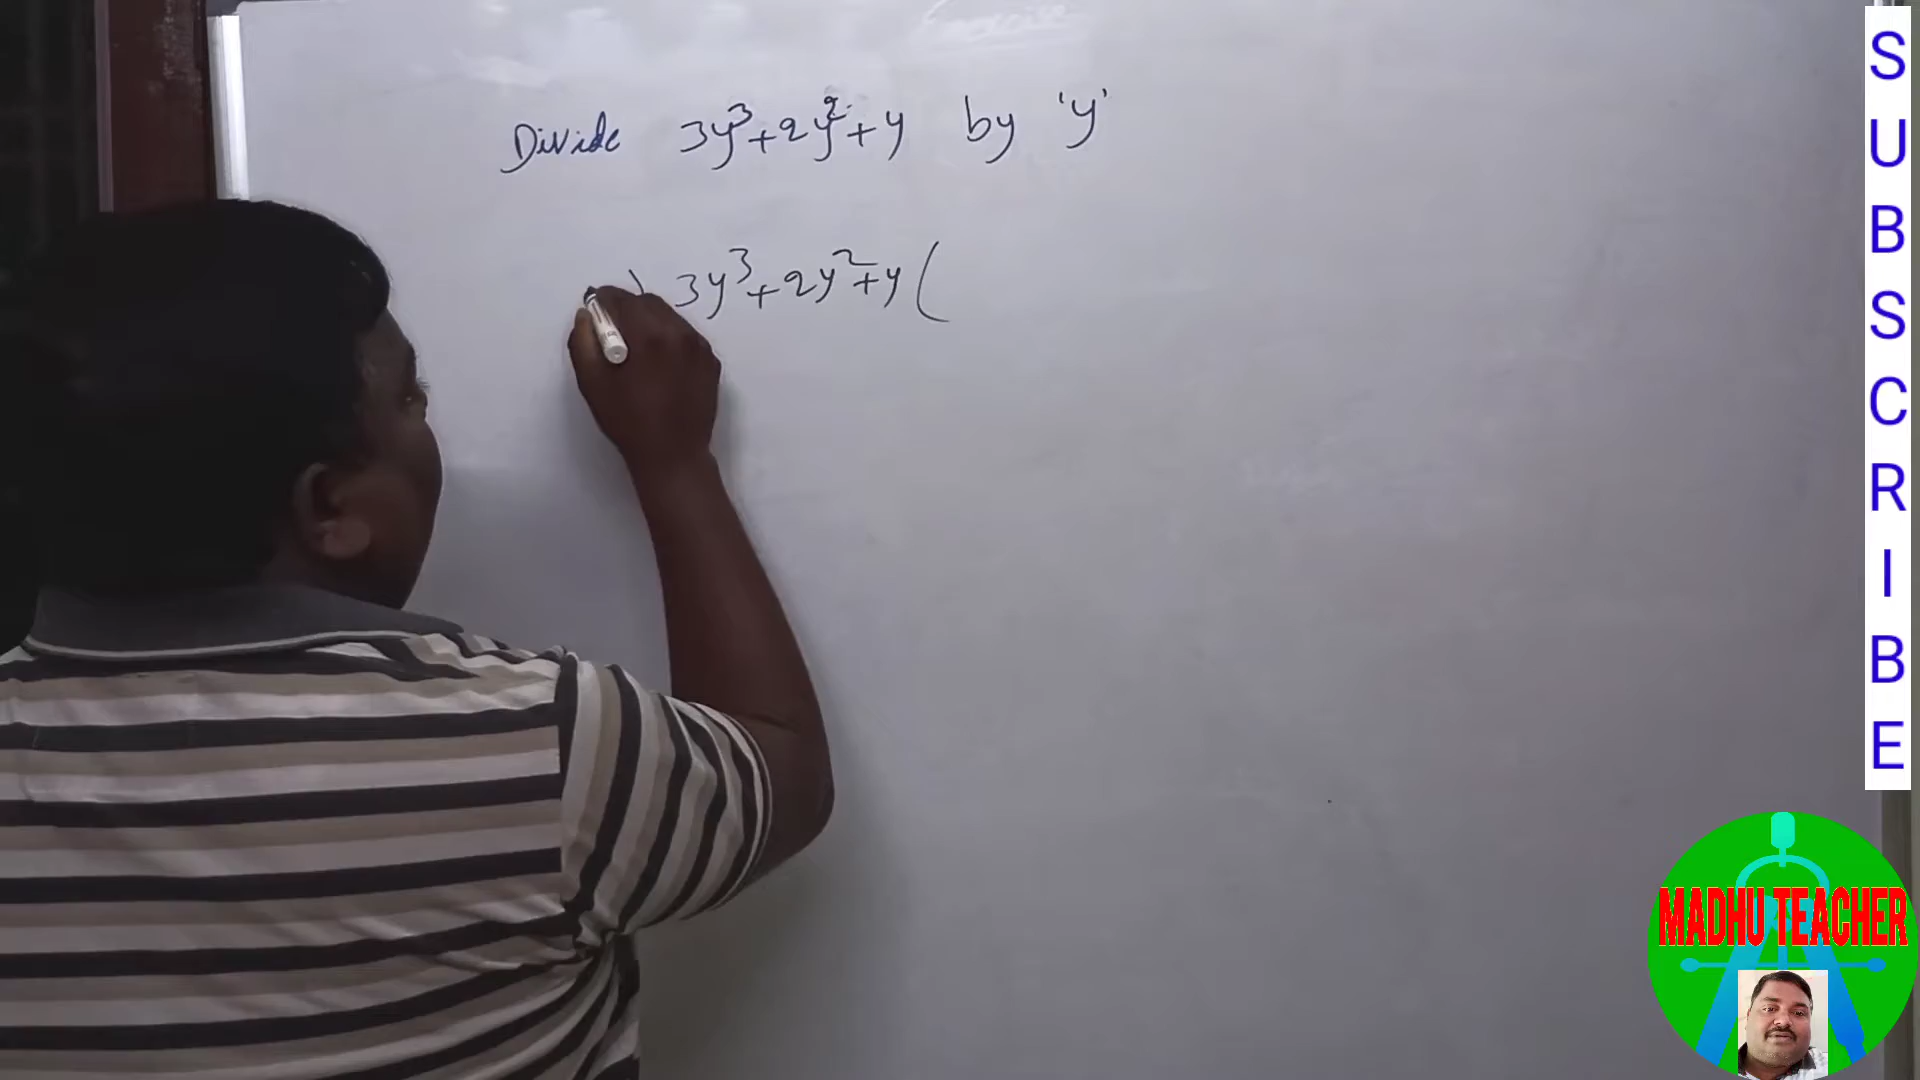 Divide 3y³+2y²+y by 'y'
) 3y³+2y²+y (
SUBSCRIBE
MADHU TEACHER